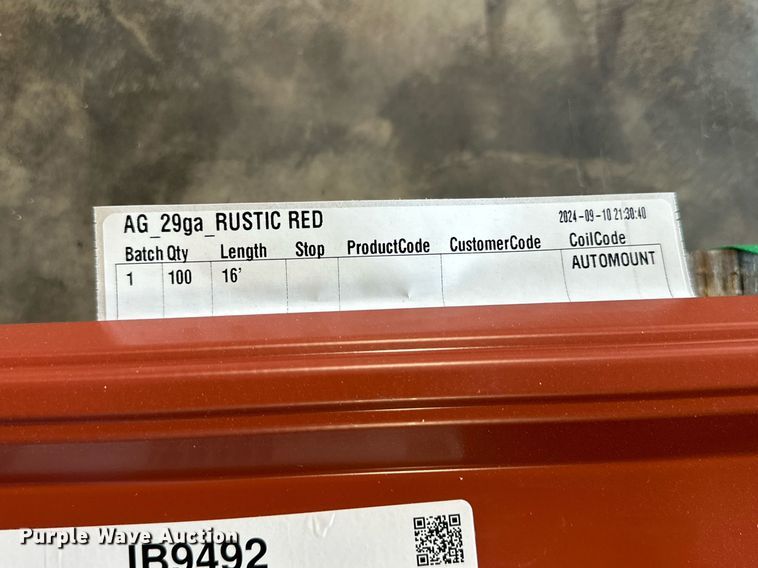 AG_29ga_RUSTIC RED 2024-09-10 21:30:40
Batch Qty Length Stop ProductCode CustomerCode CoilCode
1 100 16' AUTOMOUNT
Purple Wave Auction
IB9492